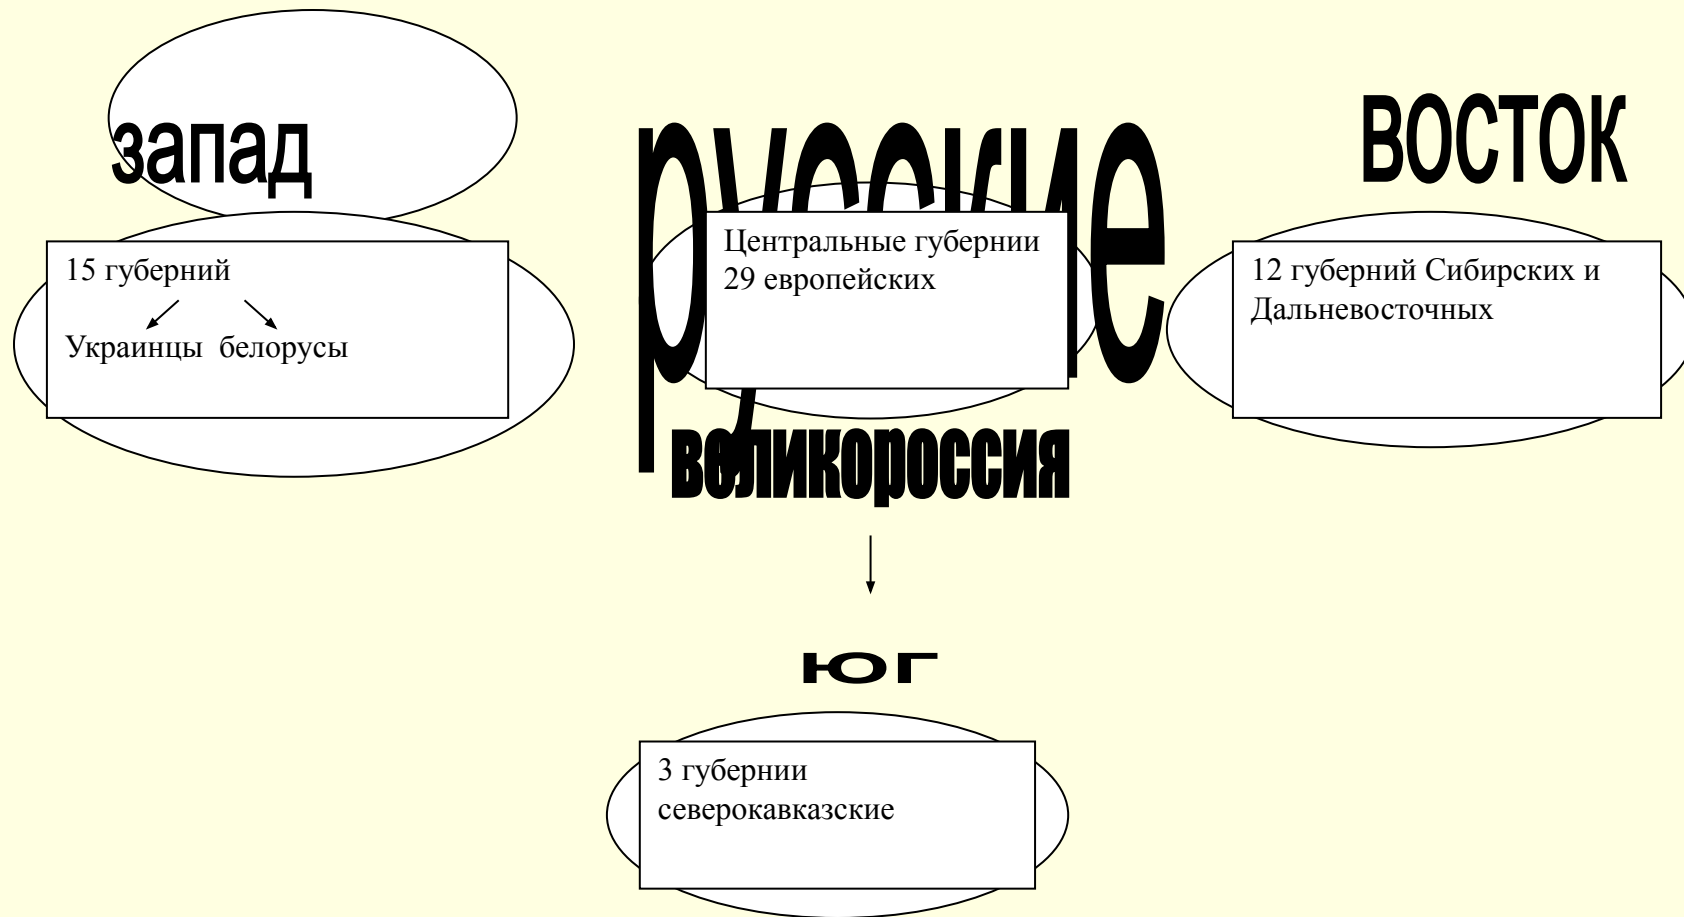 запад
15 губерний
Украинцы белорусы
русские
Центральные губернии
29 европейских
великороссия
ВОСТОК
12 губерний Сибирских и
Дальневосточных
юг
3 губернии
северокавказские